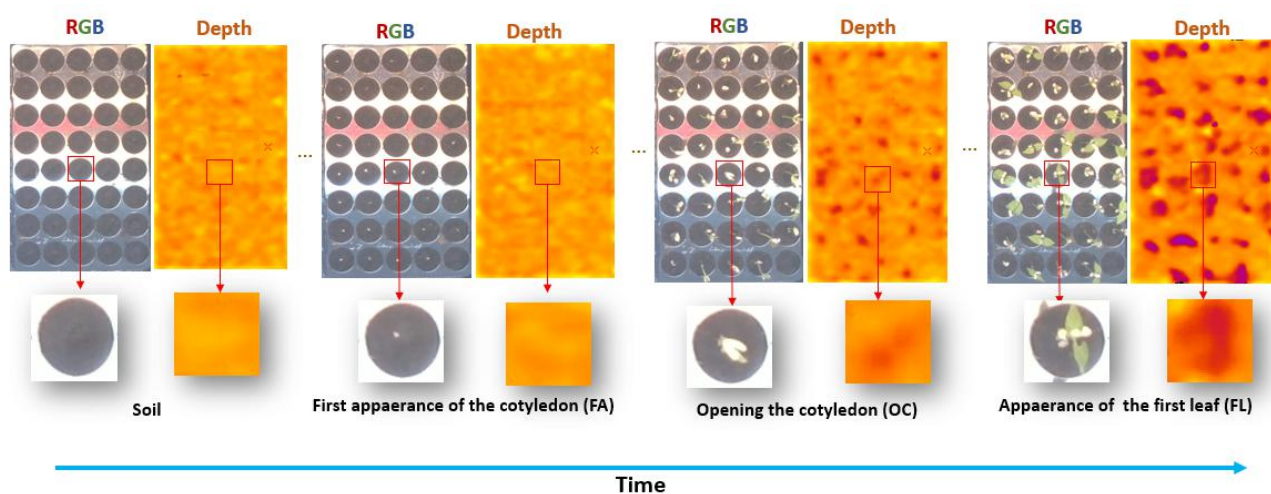 RGB Depth RGB Depth RGB Depth RGB Depth
... ... ...
Soil
First appaerance of the cotyledon (FA)
Opening the cotyledon (OC)
Appaerance of the first leaf (FL)
Time